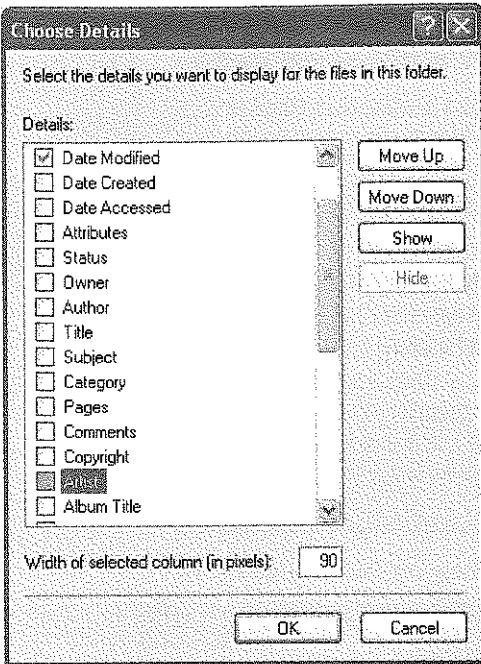 Choose Details
Select the details you want to display for the files in this folder.
Details:
Date Modified
Date Created
Date Accessed
Attributes
Status
Owner
Author
Title
Subject
Category
Pages
Comments
Copyright
Artist
Album Title
Move Up
Move Down
Show
Hide
Width of selected column (in pixels): 90
OK Cancel